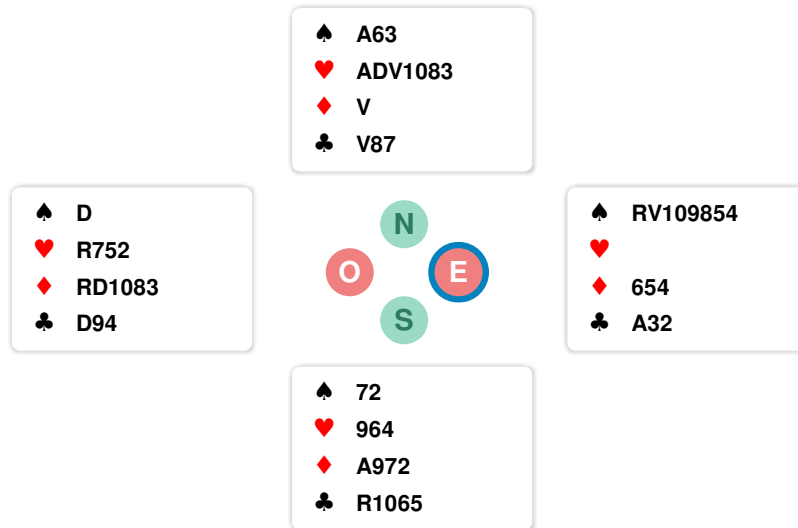 ♠ A63
♥ ADV1083
♦ V
♣ V87
♠ D
♥ R752
♦ RD1083
♣ D94
N
O E
S
♠ RV109854
♥
♦ 654
♣ A32
♠ 72
♥ 964
♦ A972
♣ R1065